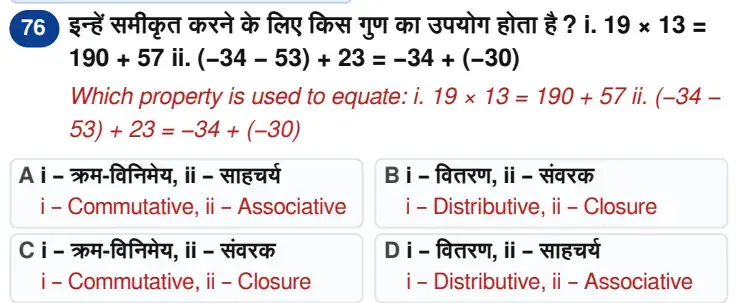 76 इन्हें समीकृत करने के लिए किस गुण का उपयोग होता है ? i. 19 × 13 =
190 + 57 ii. (−34 − 53) + 23 = −34 + (−30)
Which property is used to equate: i. 19 × 13 = 190 + 57 ii. (−34 −
53) + 23 = −34 + (−30)
A i – क्रम-विनिमेय, ii – साहचर्य
i – Commutative, ii – Associative
B i – वितरण, ii – संवरक
i – Distributive, ii – Closure
C i – क्रम-विनिमेय, ii – संवरक
i – Commutative, ii – Closure
D i – वितरण, ii – साहचर्य
i – Distributive, ii – Associative